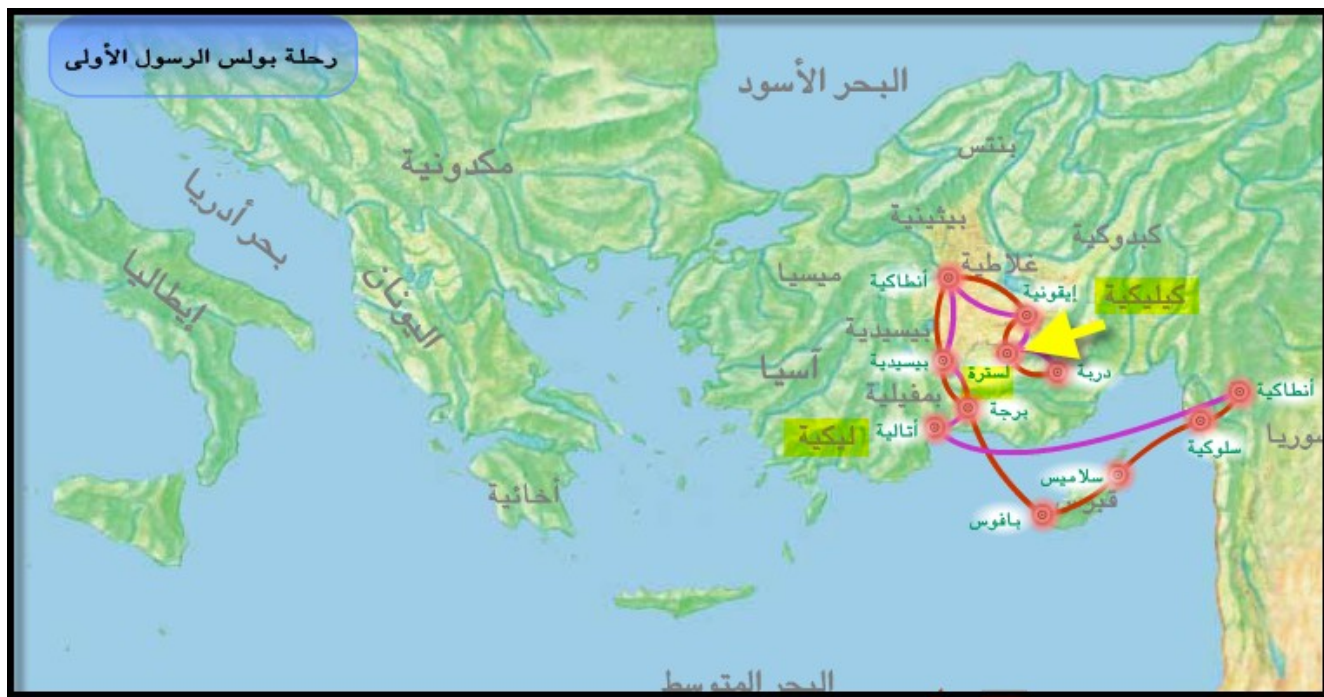 رحلة بولس الرسول الأولى
البحر الأسود
بنتس
مكدونية
بحر أدريا
بيثينية
كبدوكية
إيطاليا
اليونان
ميسيا
غلاطية
أنطاكية
إيقونية
كيليكية
بيسيدية
آسيا
بيسيدية
لسترة
دربة
بمفيلية
برجة
أنطاكية
ليكية
أتالية
سلوكية
سوريا
أخائية
سلاميس
قبرس
بافوس
البحر المتوسط